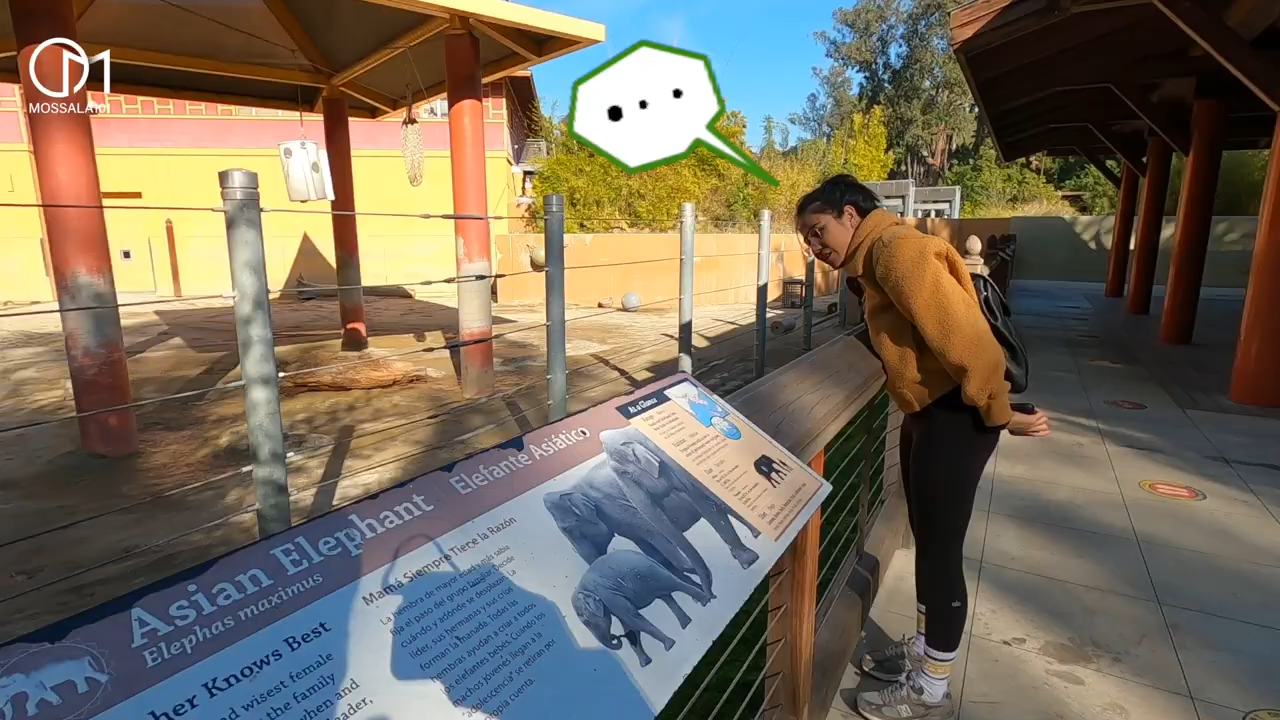 MOSSALA101
Asian Elephant
Elefante Asiático
Elephas maximus
her Knows Best
d wisest female
the family
when and
eader,
Mamá Siempre Tiene la Razón
La hembra de mayor edad y más sabia
fija el paso del grupo familiar. Decide
cuándo y adónde se desplazan. La
líder, sus hermanas y sus crías
forman la manada. Todas las
hembras ayudan a criar a todos
los elefantes bebés. Cuando los
machos jóvenes llegan a la
"adolescencia" se retiran por
propia cuenta.
At a Glance